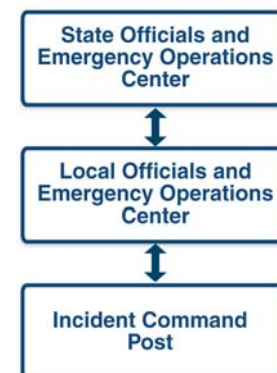 State Officials and
Emergency Operations
Center
Local Officials and
Emergency Operations
Center
Incident Command
Post